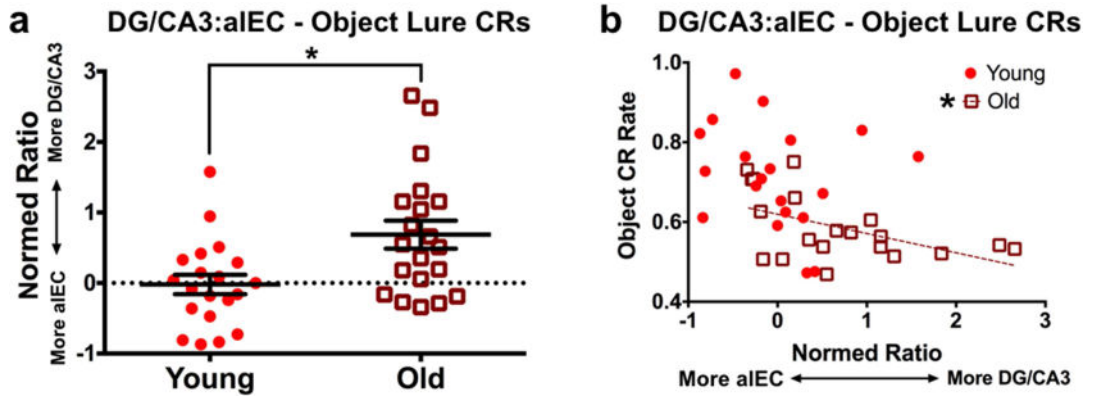 a
DG/CA3:alEC - Object Lure CRs
*
Normed Ratio
More alEC
More DG/CA3
3
2
1
0
-1
Young
Old
b
DG/CA3:alEC - Object Lure CRs
Object CR Rate
1.0
0.8
0.6
0.4
Young
* Old
-1
0
1
2
3
Normed Ratio
More alEC
More DG/CA3